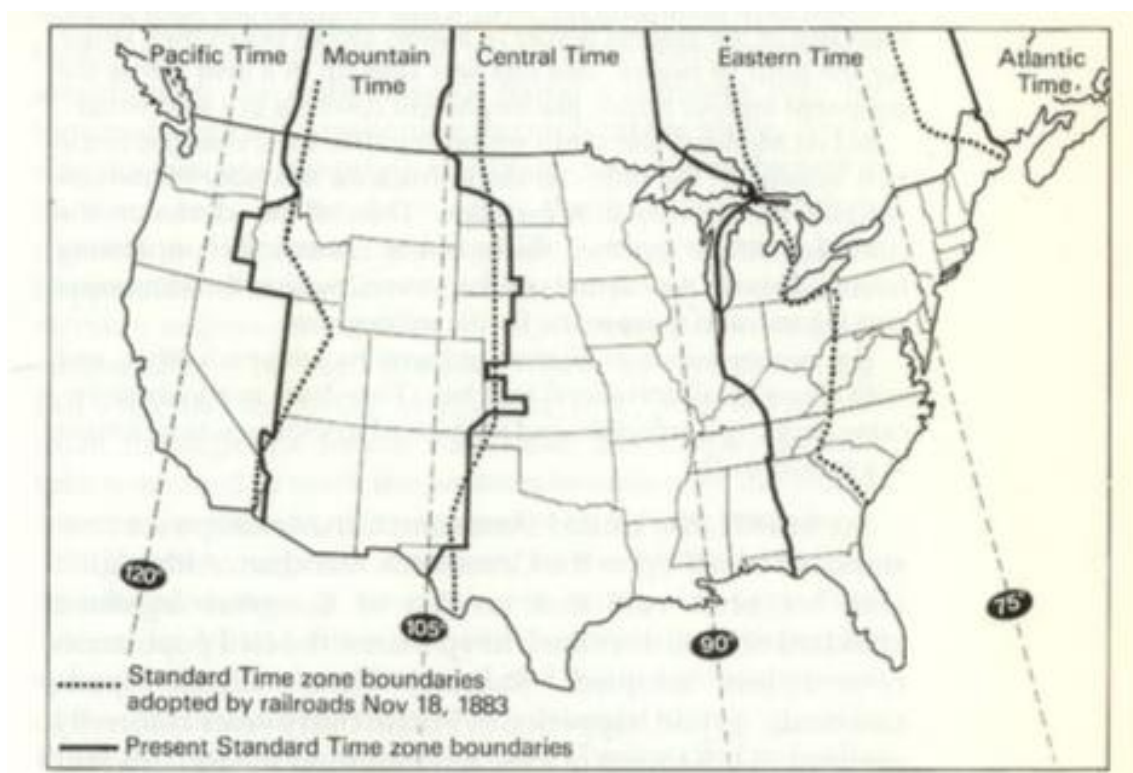 Pacific Time
Mountain
Time
Central Time
Eastern Time
Atlantic
Time
120°
105°
90°
75°
Standard Time zone boundaries
adopted by railroads Nov 18, 1883
Present Standard Time zone boundaries